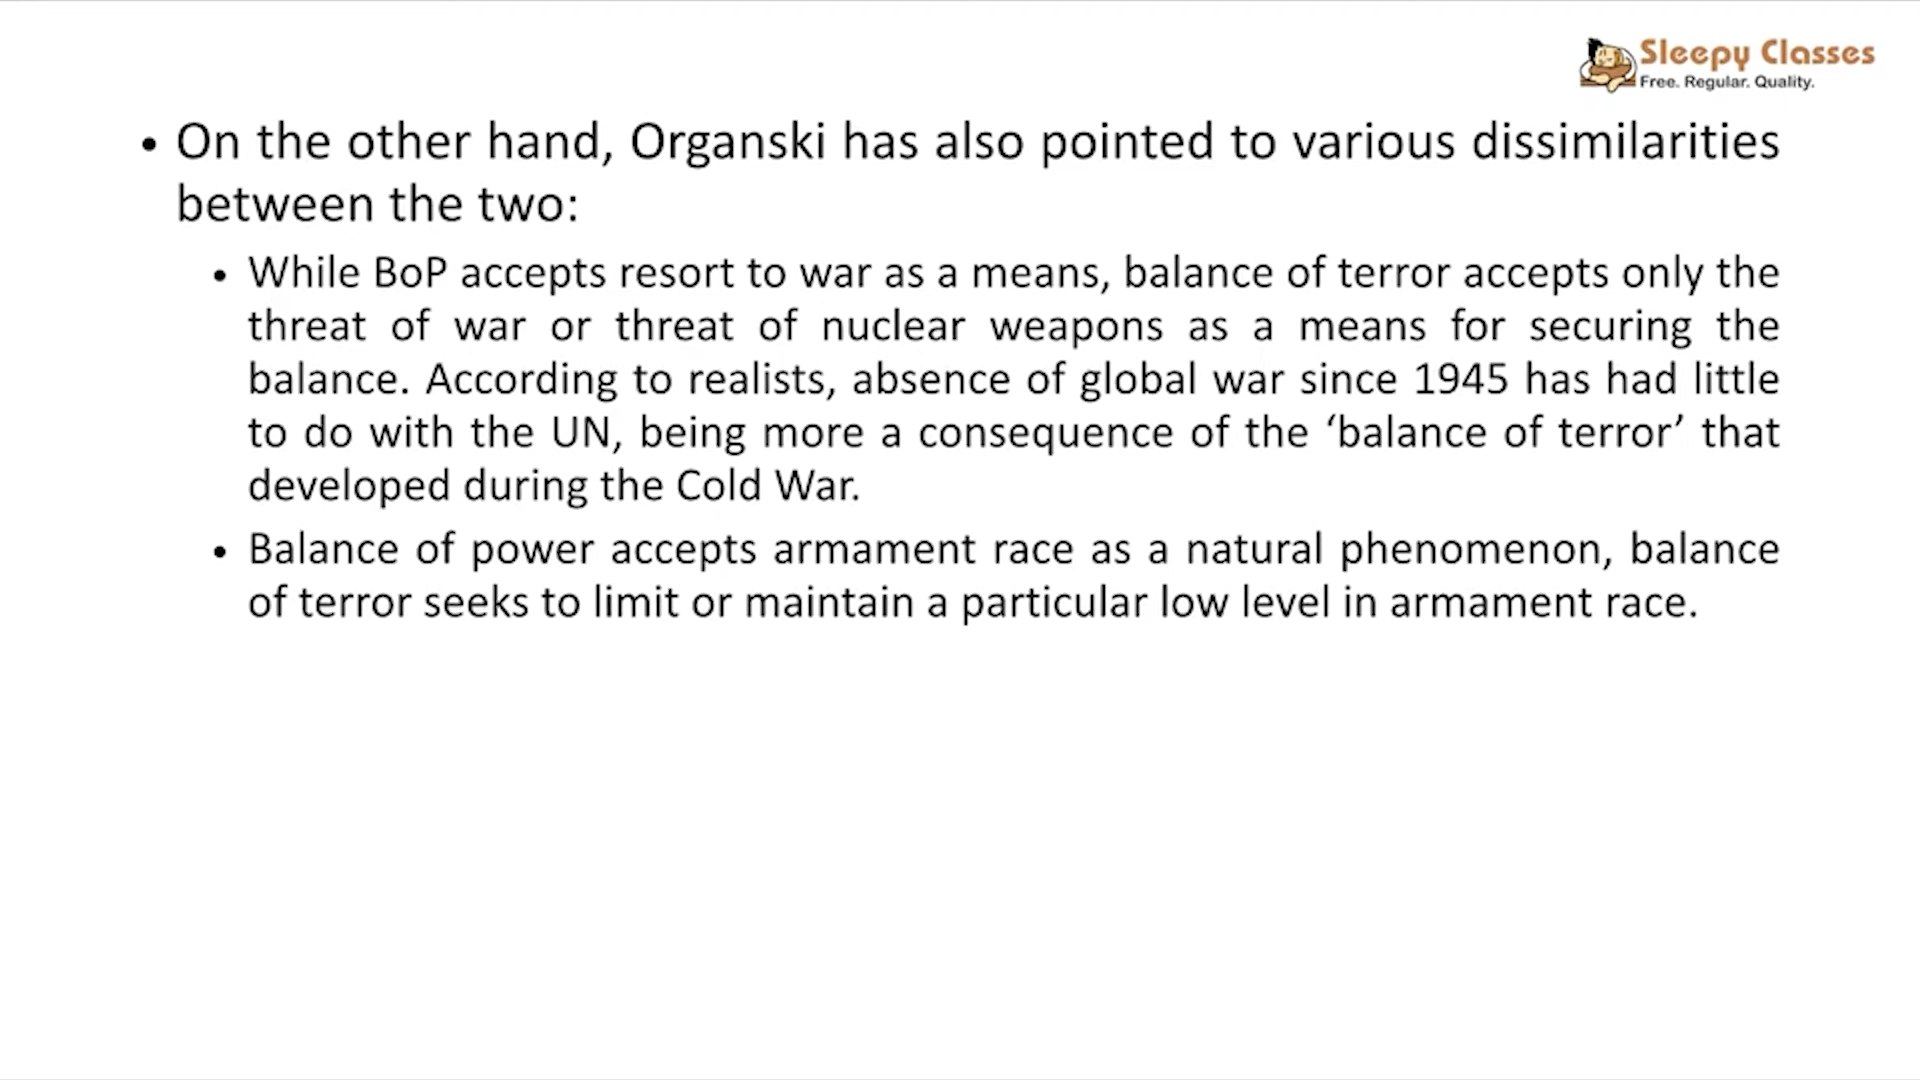 Sleepy Classes
Free. Regular. Quality.
• On the other hand, Organski has also pointed to various dissimilarities
between the two:
• While BoP accepts resort to war as a means, balance of terror accepts only the
threat of war or threat of nuclear weapons as a means for securing the
balance. According to realists, absence of global war since 1945 has had little
to do with the UN, being more a consequence of the ‘balance of terror’ that
developed during the Cold War.
• Balance of power accepts armament race as a natural phenomenon, balance
of terror seeks to limit or maintain a particular low level in armament race.